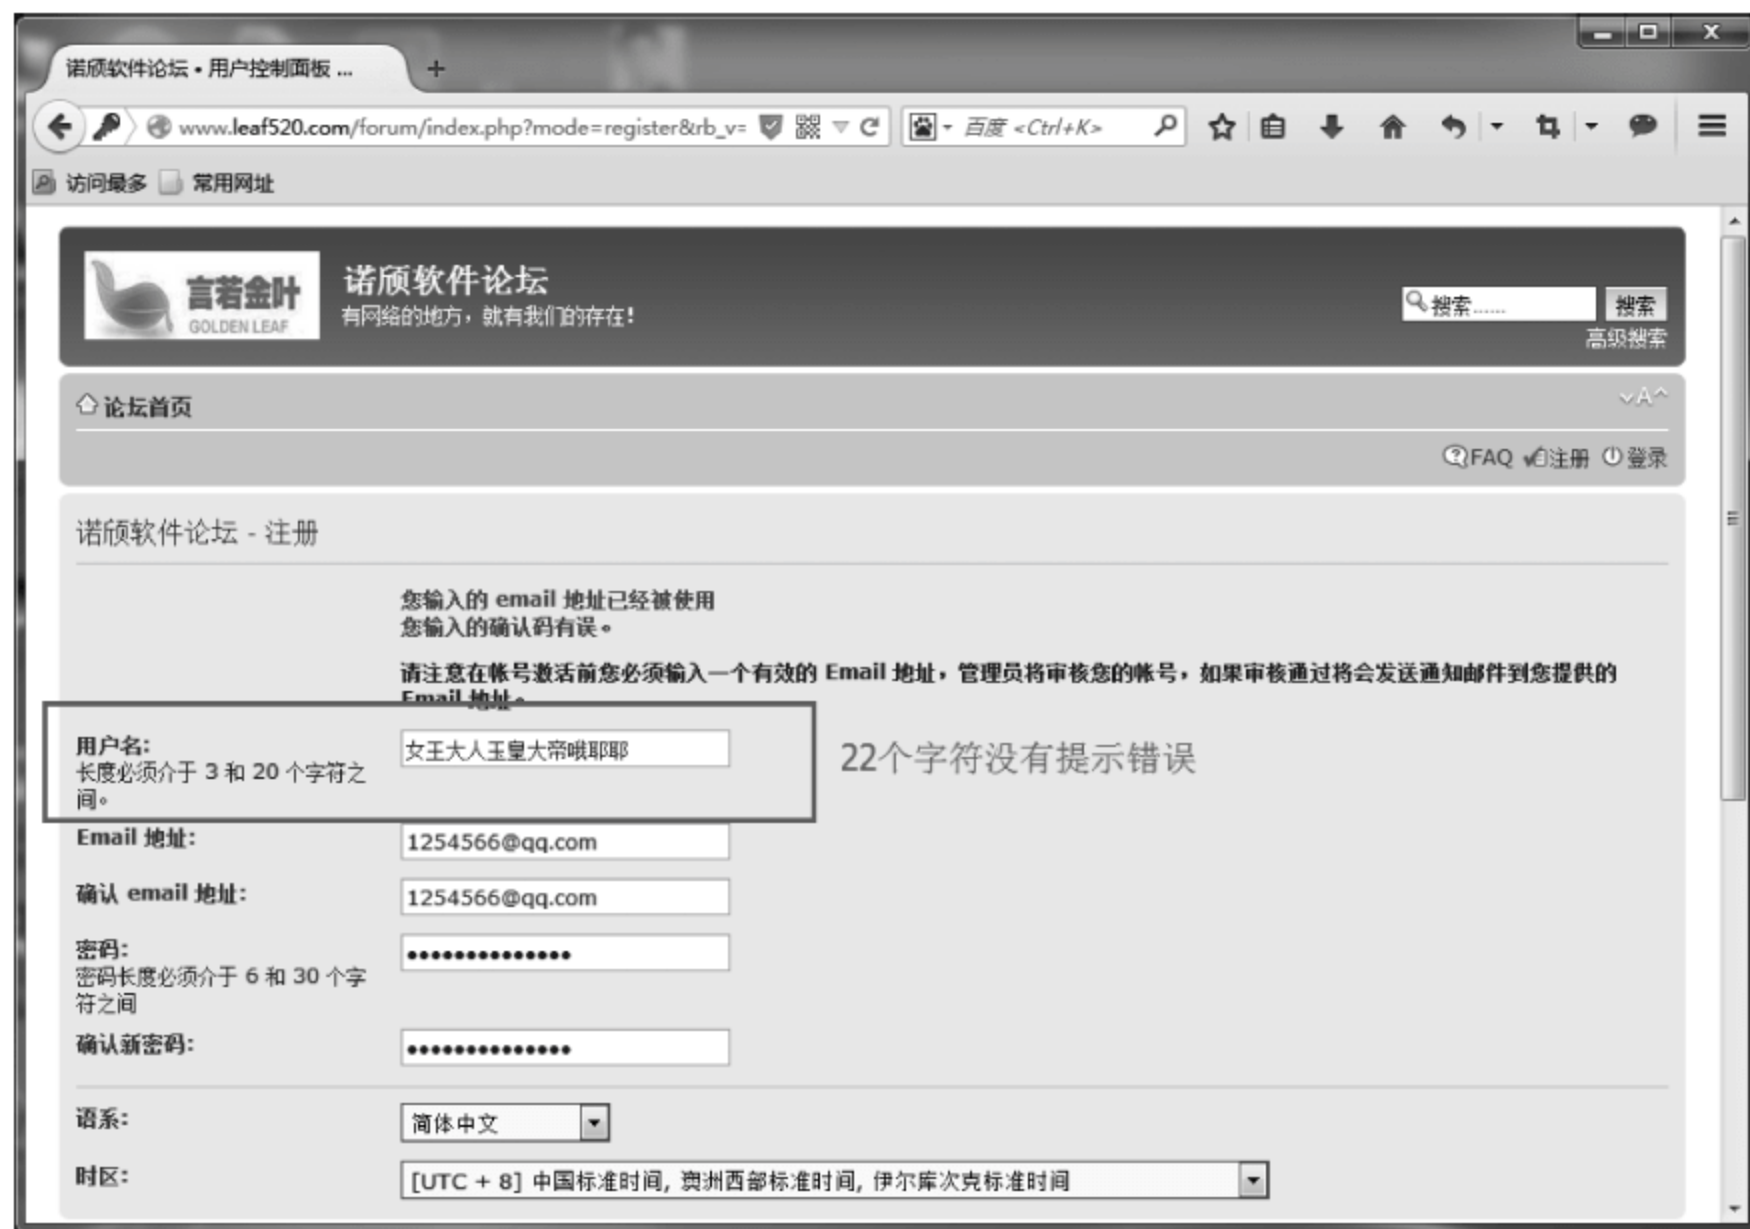 诺颀软件论坛 • 用户控制面板 ...
www.leaf520.com/forum/index.php?mode=register&rb_v=
百度 <Ctrl+K>
访问最多 常用网址
言若金叶
GOLDEN LEAF
诺颀软件论坛
有网络的地方，就有我们的存在！
搜索…… 搜索
高级搜索
论坛首页
A
FAQ 注册 登录
诺颀软件论坛 - 注册
您输入的 email 地址已经被使用
您输入的确认码有误。
请注意在帐号激活前您必须输入一个有效的 Email 地址，管理员将审核您的帐号，如果审核通过将会发送通知邮件到您提供的
Email 地址。
用户名: 女王大人玉皇大帝哦耶耶
长度必须介于 3 和 20 个字符之
间。
22个字符没有提示错误
Email 地址: 1254566@qq.com
确认 email 地址: 1254566@qq.com
密码: ••••••••••••••
密码长度必须介于 6 和 30 个字
符之间
确认新密码: ••••••••••••••
语系: 简体中文
时区: [UTC + 8] 中国标准时间, 澳洲西部标准时间, 伊尔库次克标准时间